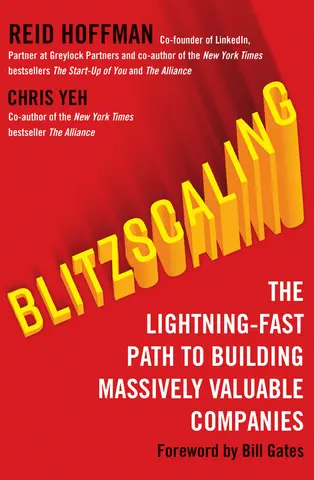 REID HOFFMAN Co-founder of LinkedIn,
Partner at Greylock Partners and co-author of the New York Times
bestsellers The Start-Up of You and The Alliance
CHRIS YEH
Co-author of the New York Times
bestseller The Alliance
BLITZSCALING
THE
LIGHTNING-FAST
PATH TO BUILDING
MASSIVELY VALUABLE
COMPANIES
Foreword by Bill Gates